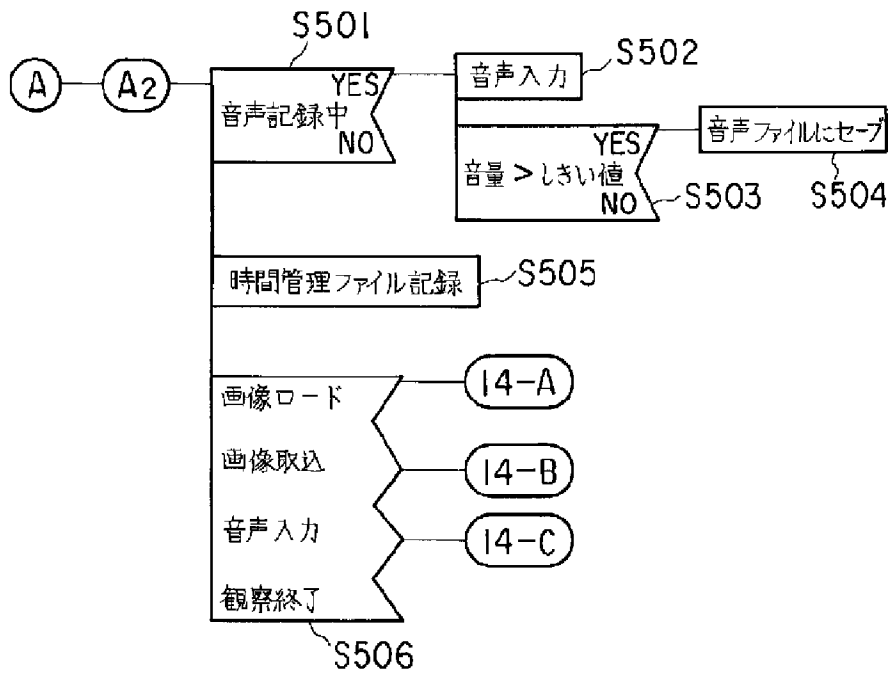 S501
A
A2
YES
音声記録中
NO
音声入力
S502
YES
音量 > しきい値
NO
S503
音声ファイルにセーブ
S504
時間管理ファイル記録
S505
画像ロード
14-A
画像取込
14-B
音声入力
14-C
観察終了
S506